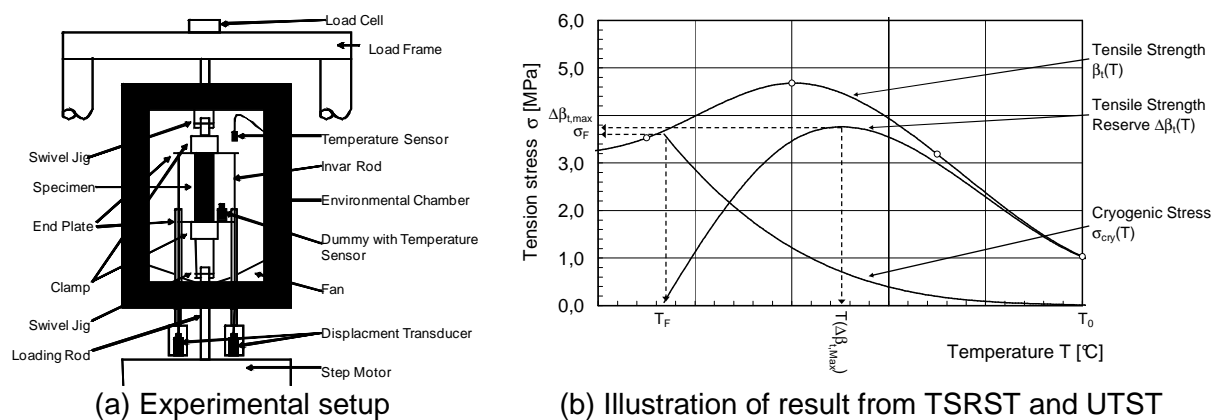 Load Cell
Load Frame
Temperature Sensor
Swivel Jig
Invar Rod
Specimen
Environmental Chamber
End Plate
Dummy with Temperature
Sensor
Clamp
Fan
Swivel Jig
Displacment Transducer
Loading Rod
Step Motor
(a) Experimental setup
Tension stress σ [MPa]
6,0
5,0
4,0
3,0
2,0
1,0
0,0
Δβt,max
σF
Tensile Strength
βt(T)
Tensile Strength
Reserve Δβt(T)
Cryogenic Stress
σcry(T)
TF
T(Δβt,Max)
T0
Temperature T [°C]
(b) Illustration of result from TSRST and UTST